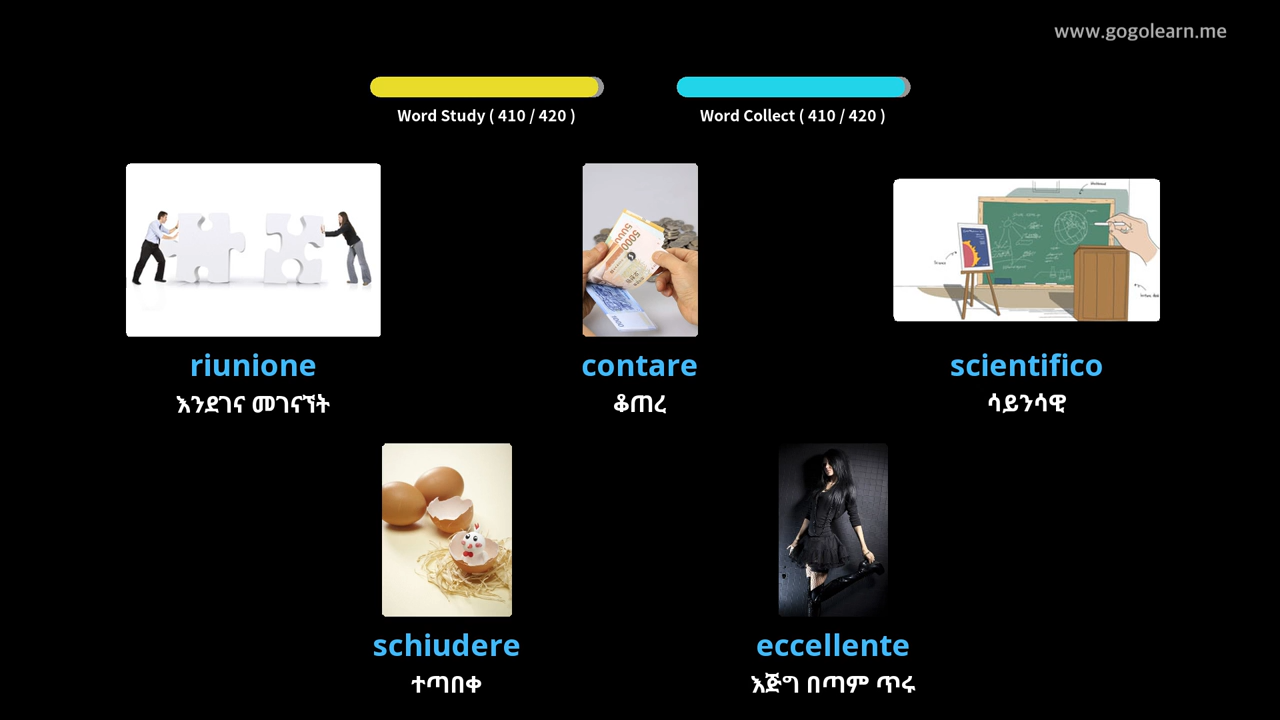 www.gogolearn.me
Word Study ( 410 / 420 )
Word Collect ( 410 / 420 )
riunione
እንደገና መገናኘት
contare
ቆጠረ
scientifico
ሳይንሳዊ
schiudere
ተጣበቀ
eccellente
እጅግ በጣም ጥሩ
5000